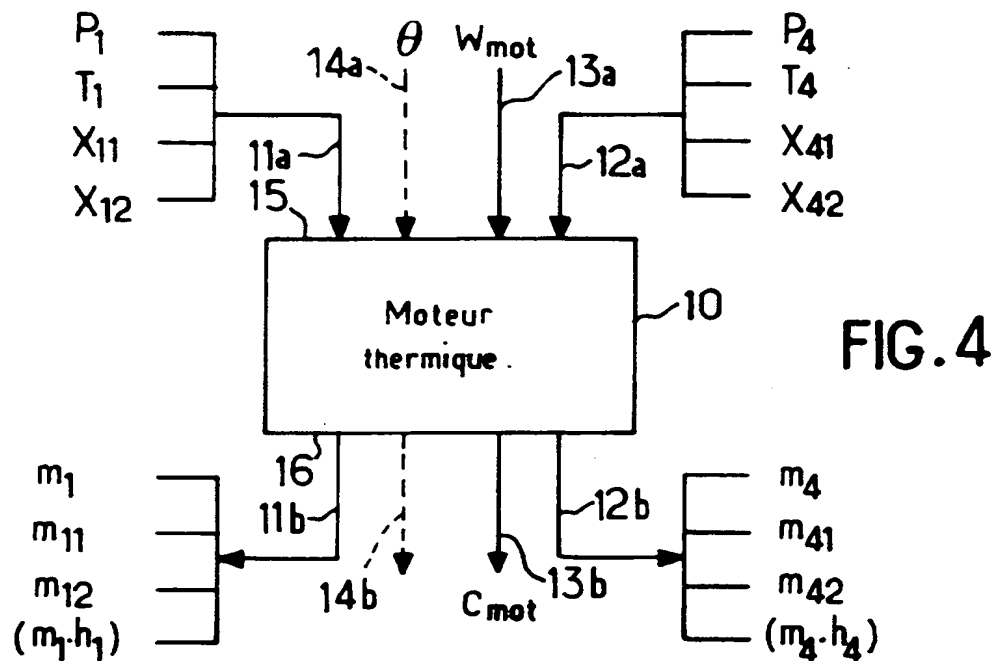 P₁ 14a θ Wmot P₄
T₁ 13a T₄
X₁₁ 11a 12a X₄₁
X₁₂ 15 X₄₂
Moteur
thermique.
10
FIG. 4
m₁ 16 m₄
m₁₁ 11b 12b m₄₁
m₁₂ 14b Cmot 13b m₄₂
(m₁.h₁) (m₄.h₄)